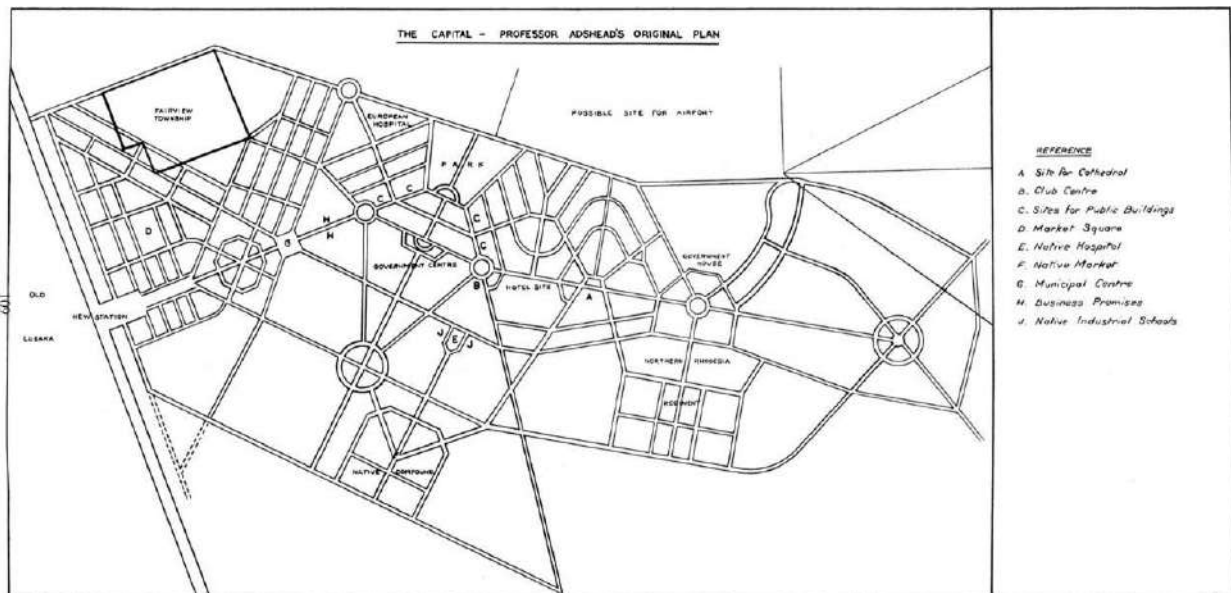 THE CAPITAL - PROFESSOR ADSHEAD'S ORIGINAL PLAN
FAIRVIEW
TOWNSHIP
EUROPEAN
HOSPITAL
POSSIBLE SITE FOR AIRPORT
PARK
C
C
C
C
H
H
D
G
GOVERNMENT CENTRE
B
HOTEL SITE
A
GOVERNMENT
HOUSE
OLD
LUSAKA
NEW STATION
J
E
J
NORTHERN RHODESIA
REGIMENT
NATIVE COMPOUND
F
REFERENCE
A Site for Cathedral
B. Club Centre
C. Sites for Public Buildings
D. Market Square
E. Native Hospital
F. Native Market
G. Municipal Centre
H. Business Premises
J. Native Industrial Schools